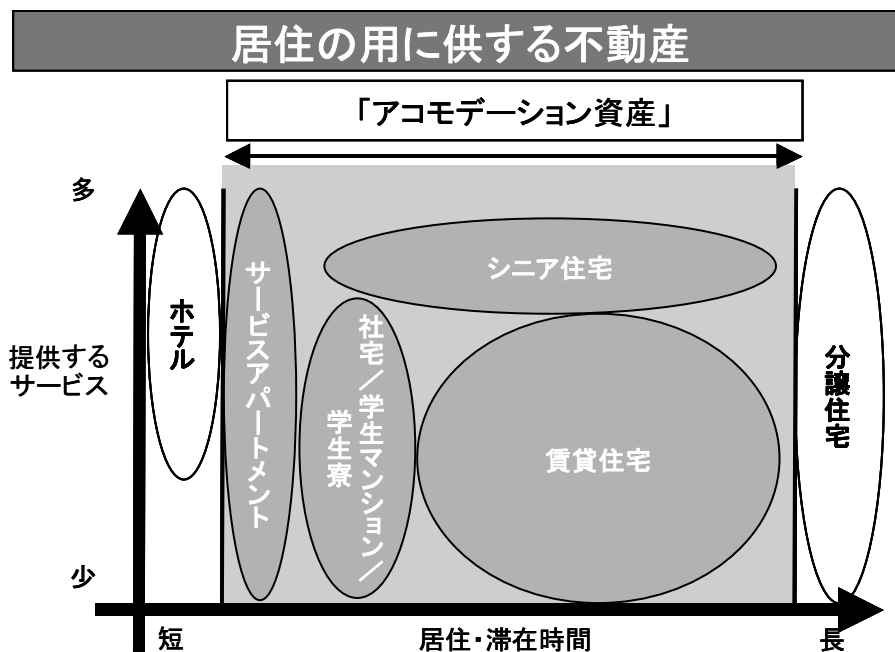 居住の用に供する不動産
「アコモデーション資産」
多
提供する
サービス
少
ホテル
サービスアパートメント
社宅／学生マンション／
学生寮
シニア住宅
賃貸住宅
分譲住宅
短
居住・滞在時間
長